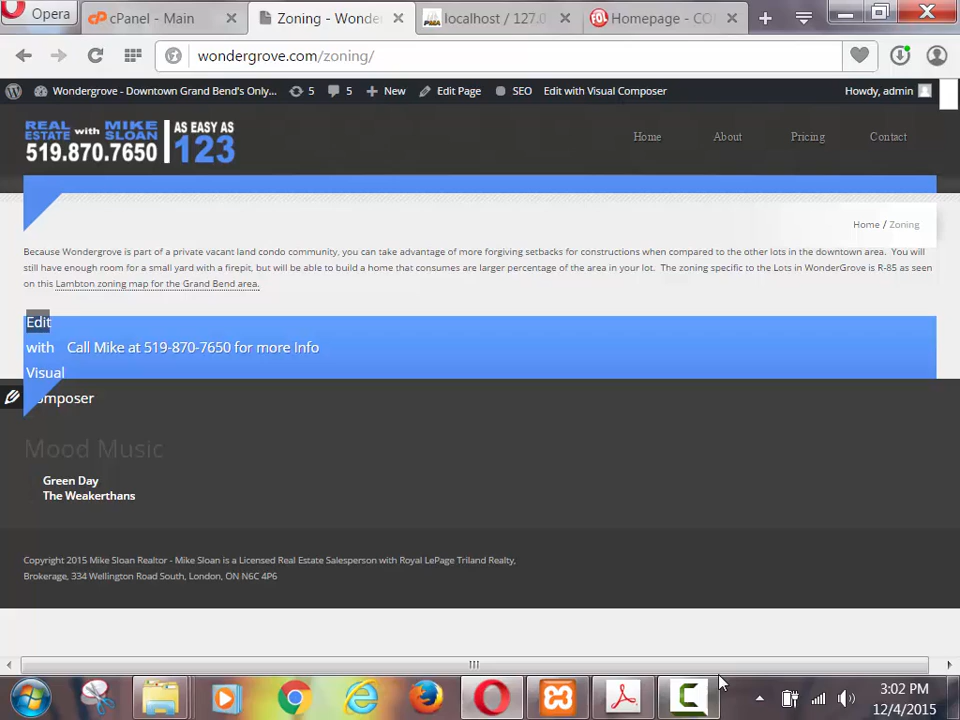 Opera
cPanel - Main
Zoning - Wonde
localhost / 127.0
Homepage - CO
wondergrove.com/zoning/
Wondergrove - Downtown Grand Bend's Only...
5
5
New
Edit Page
SEO
Edit with Visual Composer
Howdy, admin
REAL ESTATE with MIKE SLOAN
519.870.7650
AS EASY AS
123
Home
About
Pricing
Contact
Home / Zoning
Because Wondergrove is part of a private vacant land condo community, you can take advantage of more forgiving setbacks for constructions when compared to the other lots in the downtown area. You will
still have enough room for a small yard with a firepit, but will be able to build a home that consumes are larger percentage of the area in your lot. The zoning specific to the Lots in WonderGrove is R-85 as seen
on this Lambton zoning map for the Grand Bend area.
Edit
with
Call Mike at 519-870-7650 for more Info
Visual
omposer
Mood Music
Green Day
The Weakerthans
Copyright 2015 Mike Sloan Realtor - Mike Sloan is a Licensed Real Estate Salesperson with Royal LePage Triland Realty,
Brokerage, 334 Wellington Road South, London, ON N6C 4P6
3:02 PM
12/4/2015